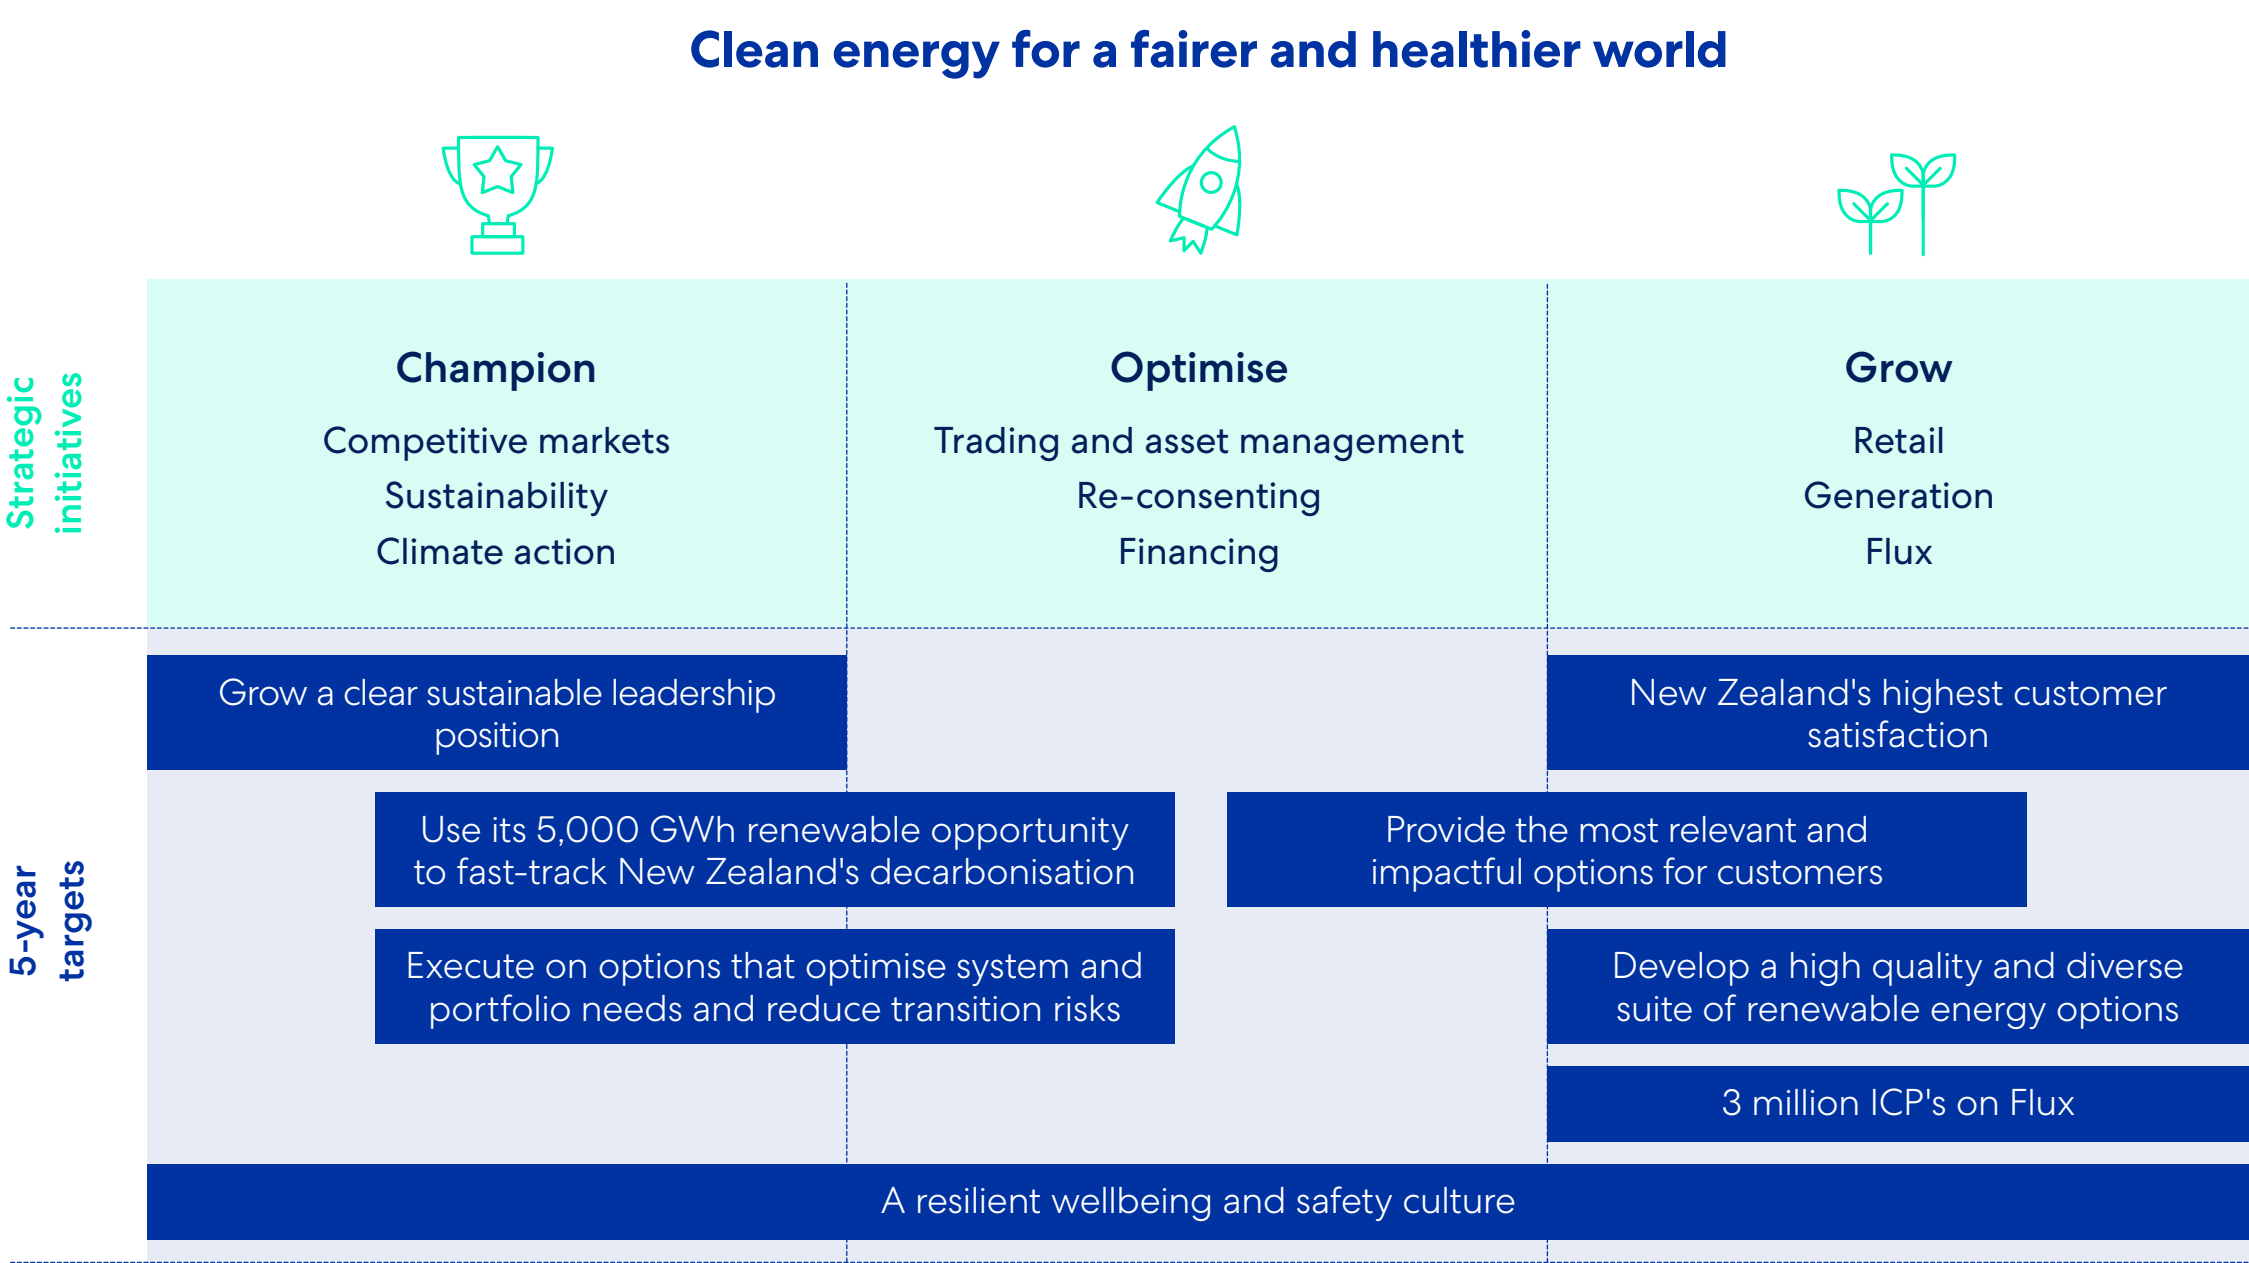 Clean energy for a fairer and healthier world
Strategic
initiatives
Champion
Competitive markets
Sustainability
Climate action
Optimise
Trading and asset management
Re-consenting
Financing
Grow
Retail
Generation
Flux
5-year
targets
Grow a clear sustainable leadership
position
New Zealand's highest customer
satisfaction
Use its 5,000 GWh renewable opportunity
to fast-track New Zealand's decarbonisation
Provide the most relevant and
impactful options for customers
Execute on options that optimise system and
portfolio needs and reduce transition risks
Develop a high quality and diverse
suite of renewable energy options
3 million ICP's on Flux
A resilient wellbeing and safety culture